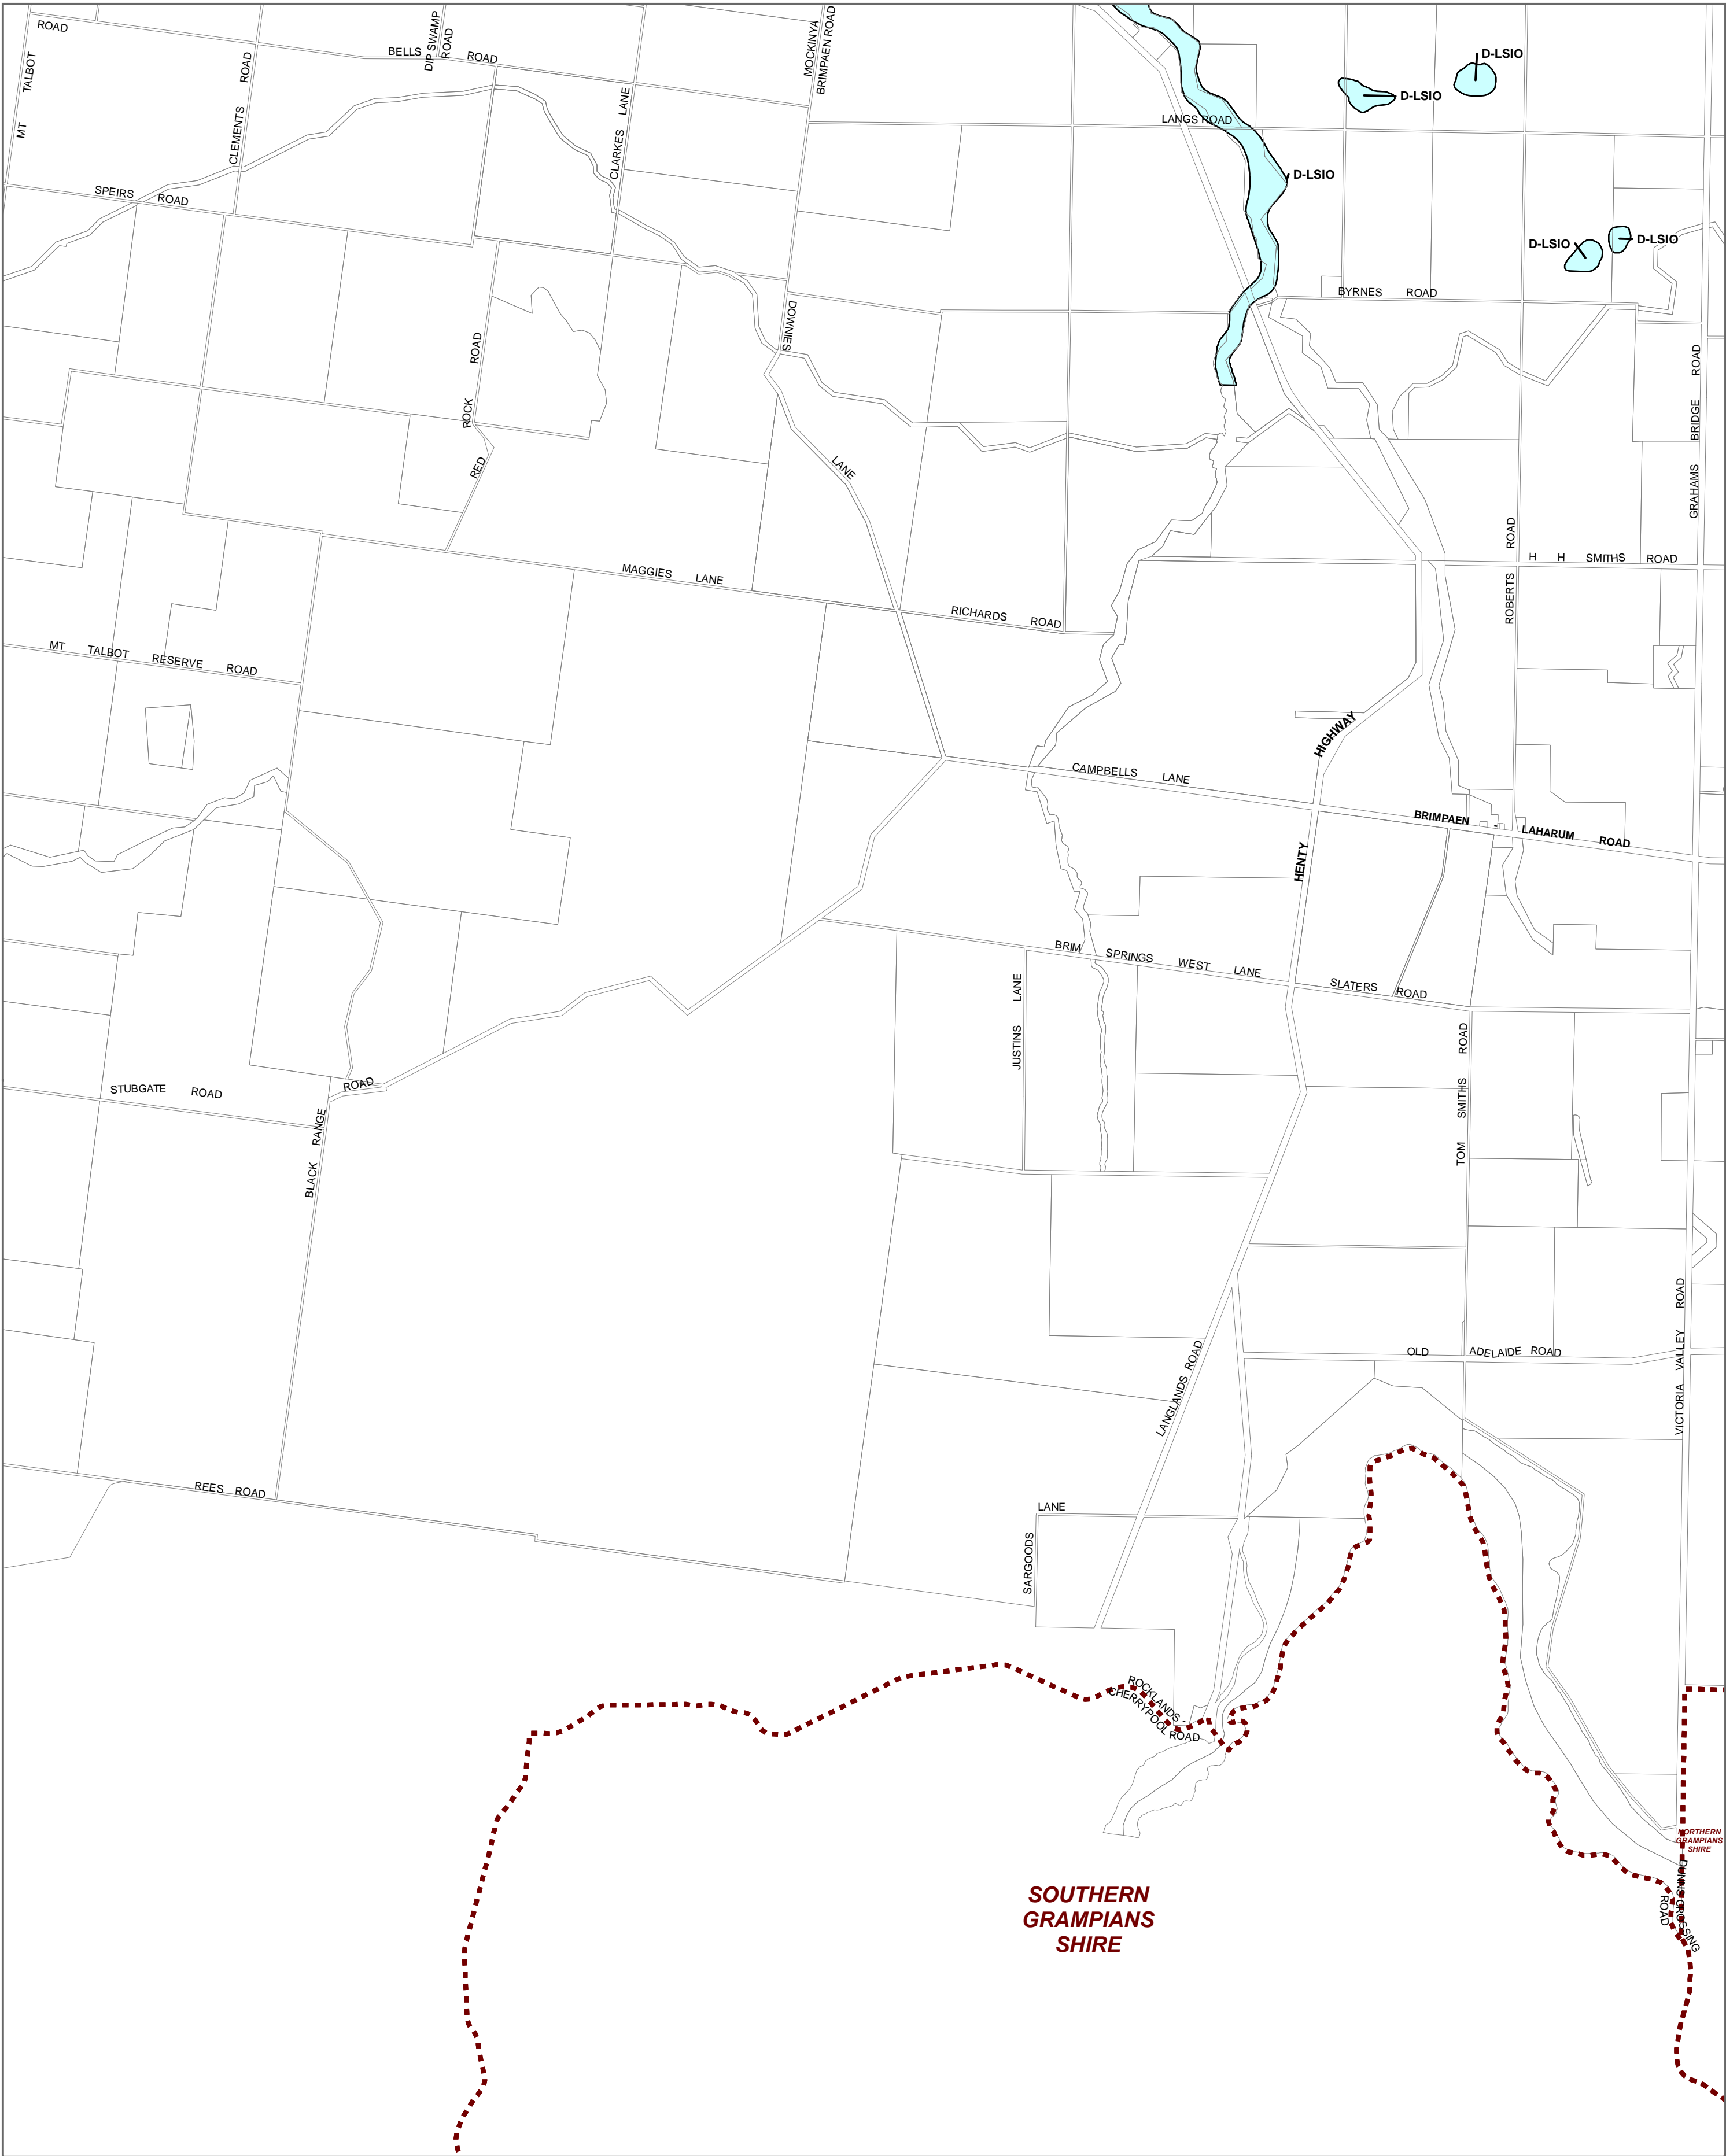 ROAD
MT TALBOT
BELLS ROAD
DIP SWAMP
ROAD
CLEMENTS ROAD
CLARKES LANE
MOCKINYA
BRIMPAEN ROAD
D-LSIO
D-LSIO
LANGS ROAD
D-LSIO
SPEIRS ROAD
D-LSIO
D-LSIO
BYRNES ROAD
DOWNIES LANE
RED ROCK ROAD
GRAHAMS BRIDGE ROAD
ROBERTS ROAD
H H SMITHS ROAD
MAGGIES LANE
RICHARDS ROAD
MT TALBOT RESERVE ROAD
HENTY HIGHWAY
CAMPBELLS LANE
BRIMPAEN - LAHARUM ROAD
BRIM SPRINGS WEST LANE
SLATERS ROAD
JUSTINS LANE
TOM SMITHS ROAD
STUBGATE ROAD
BLACK RANGE ROAD
VICTORIA VALLEY ROAD
OLD ADELAIDE ROAD
LANGLANDS ROAD
REES ROAD
SARGOODS LANE
ROCKLANDS -
CHERRYPOOL ROAD
NORTHERN
GRAMPIANS
SHIRE
DUNNS CROSSING
ROAD
SOUTHERN
GRAMPIANS
SHIRE